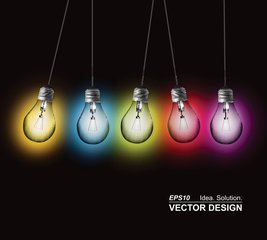 EPS10 Idea. Solution.
VECTOR DESIGN